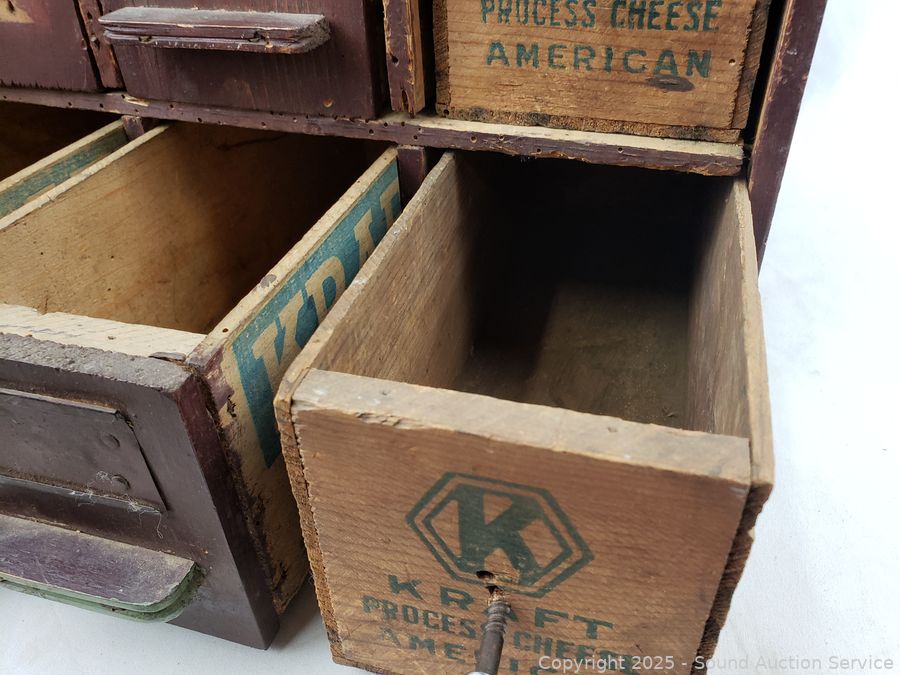 PROCESS CHEESE
AMERICAN
K
KRAFT
PROCESS CHEESE
Copyright 2025 - Sound Auction Service